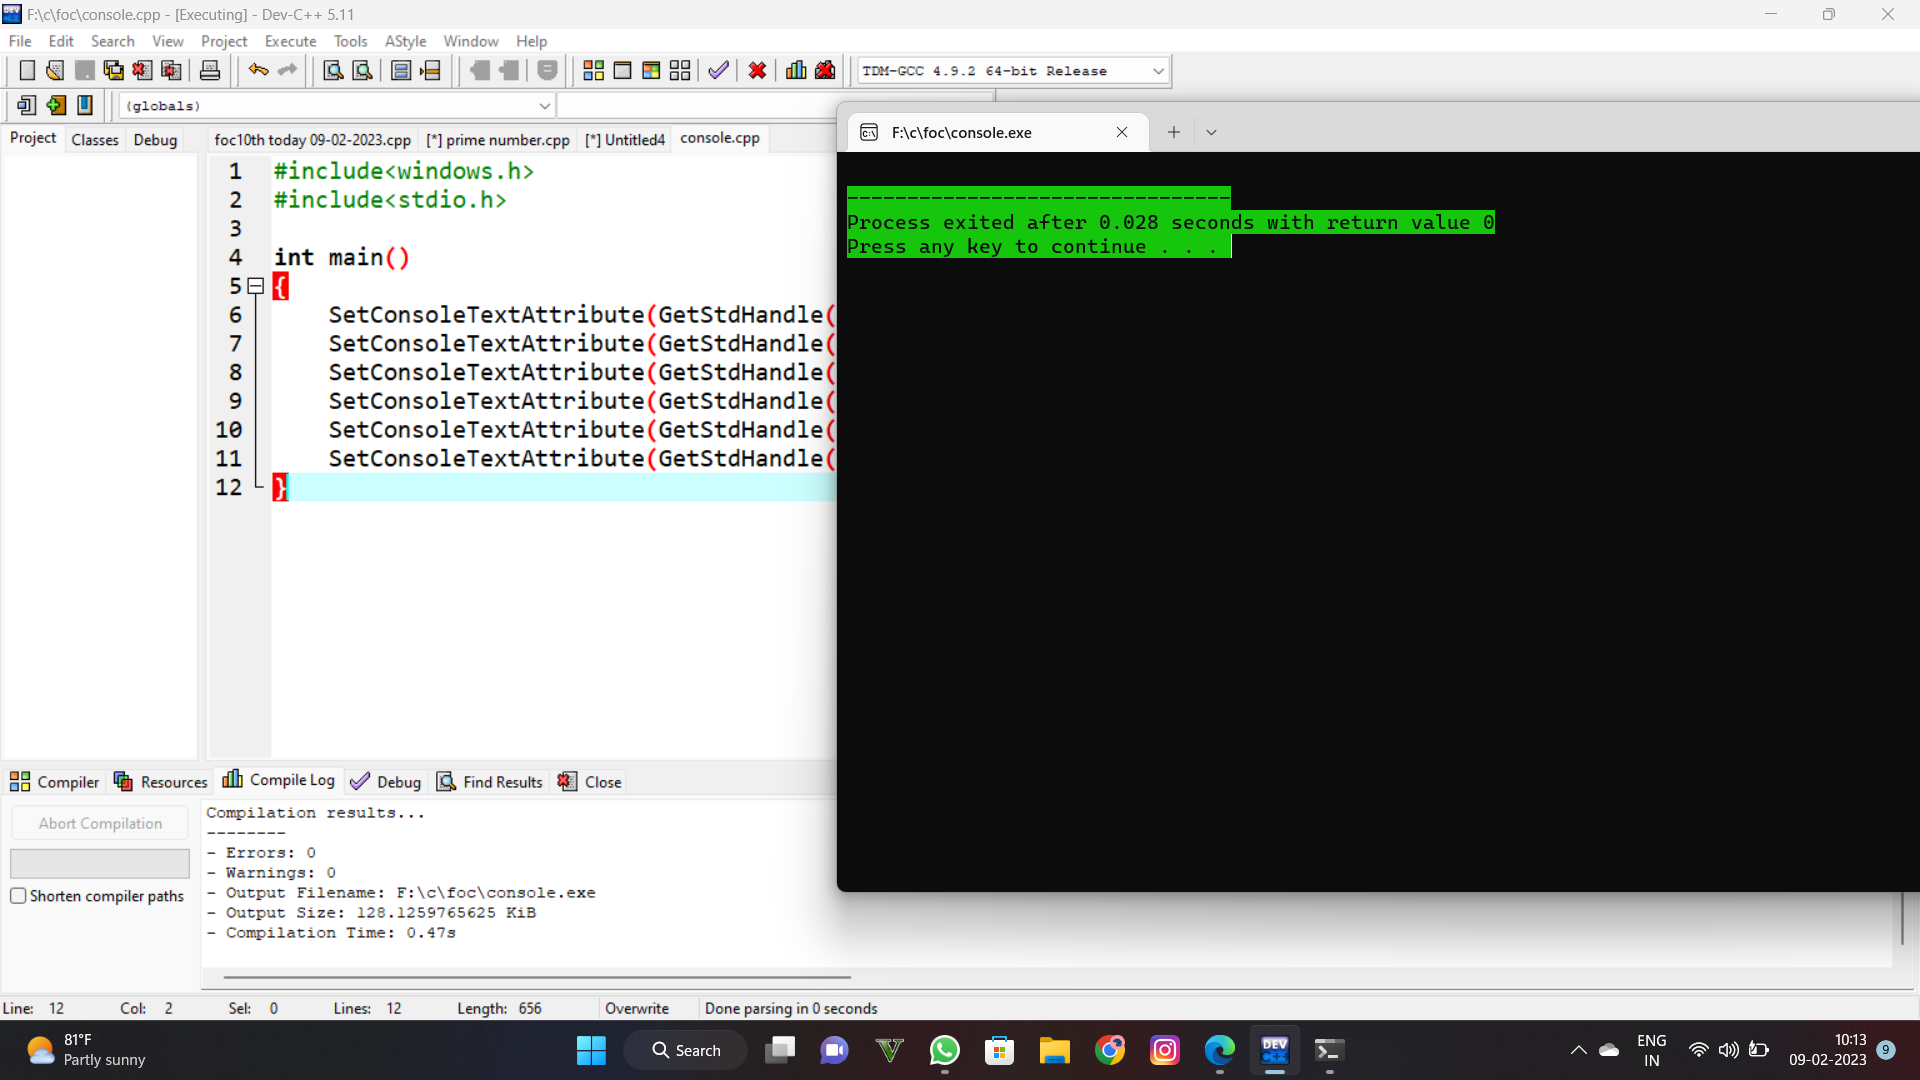 F:\c\foc\console.cpp - [Executing] - Dev-C++ 5.11
File Edit Search View Project Execute Tools AStyle Window Help
TDM-GCC 4.9.2 64-bit Release
(globals)
Project Classes Debug
foc10th today 09-02-2023.cpp [*] prime number.cpp [*] Untitled4 console.cpp
1 #include<windows.h>
2 #include<stdio.h>
3
4 int main()
5 {
6 SetConsoleTextAttribute(GetStdHandle(
7 SetConsoleTextAttribute(GetStdHandle(
8 SetConsoleTextAttribute(GetStdHandle(
9 SetConsoleTextAttribute(GetStdHandle(
10 SetConsoleTextAttribute(GetStdHandle(
11 SetConsoleTextAttribute(GetStdHandle(
12 }
F:\c\foc\console.exe
--------------------------------
Process exited after 0.028 seconds with return value 0
Press any key to continue . . .
Compiler Resources Compile Log Debug Find Results Close
Abort Compilation
Shorten compiler paths
Compilation results...
--------
- Errors: 0
- Warnings: 0
- Output Filename: F:\c\foc\console.exe
- Output Size: 128.1259765625 KiB
- Compilation Time: 0.47s
Line: 12 Col: 2 Sel: 0 Lines: 12 Length: 656 Overwrite Done parsing in 0 seconds
81°F
Partly sunny
Search
DEV
C++
ENG
IN
10:13
09-02-2023
9